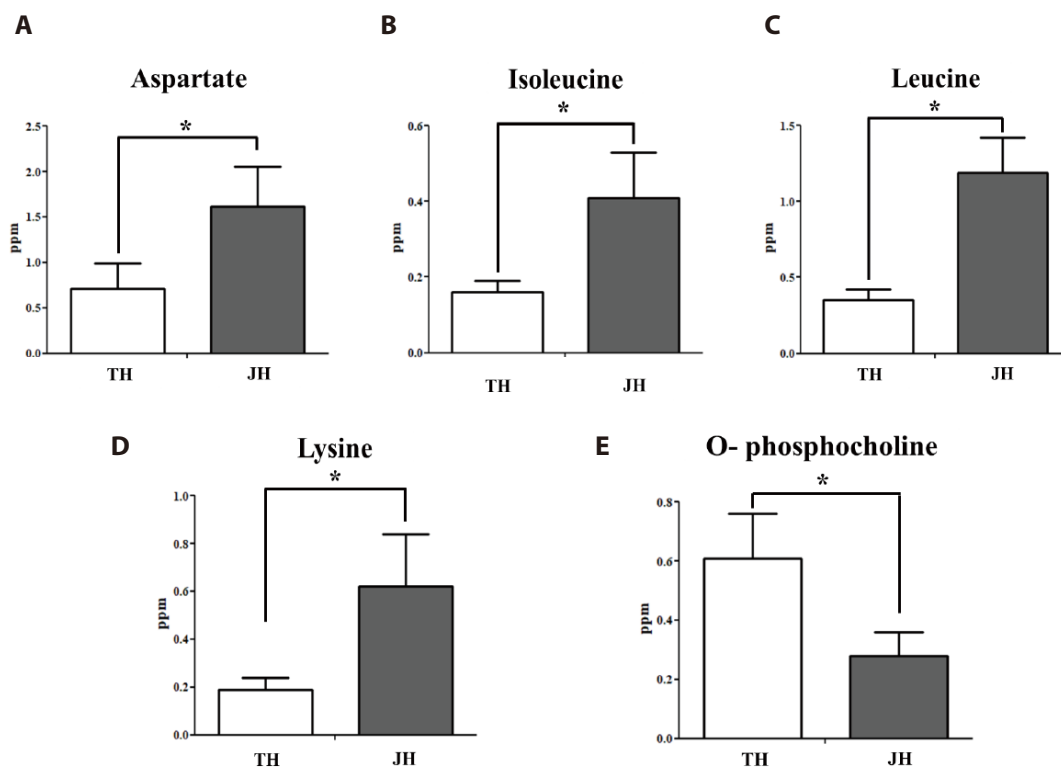 A
Aspartate
*
2.5
2.0
1.5
1.0
0.5
0.0
ppm
TH JH
B
Isoleucine
*
0.6
0.4
0.2
0.0
ppm
TH JH
C
Leucine
*
1.5
1.0
0.5
0.0
ppm
TH JH
D
Lysine
*
1.0
0.8
0.6
0.4
0.2
0.0
ppm
TH JH
E
O- phosphocholine
*
0.8
0.6
0.4
0.2
0.0
ppm
TH JH